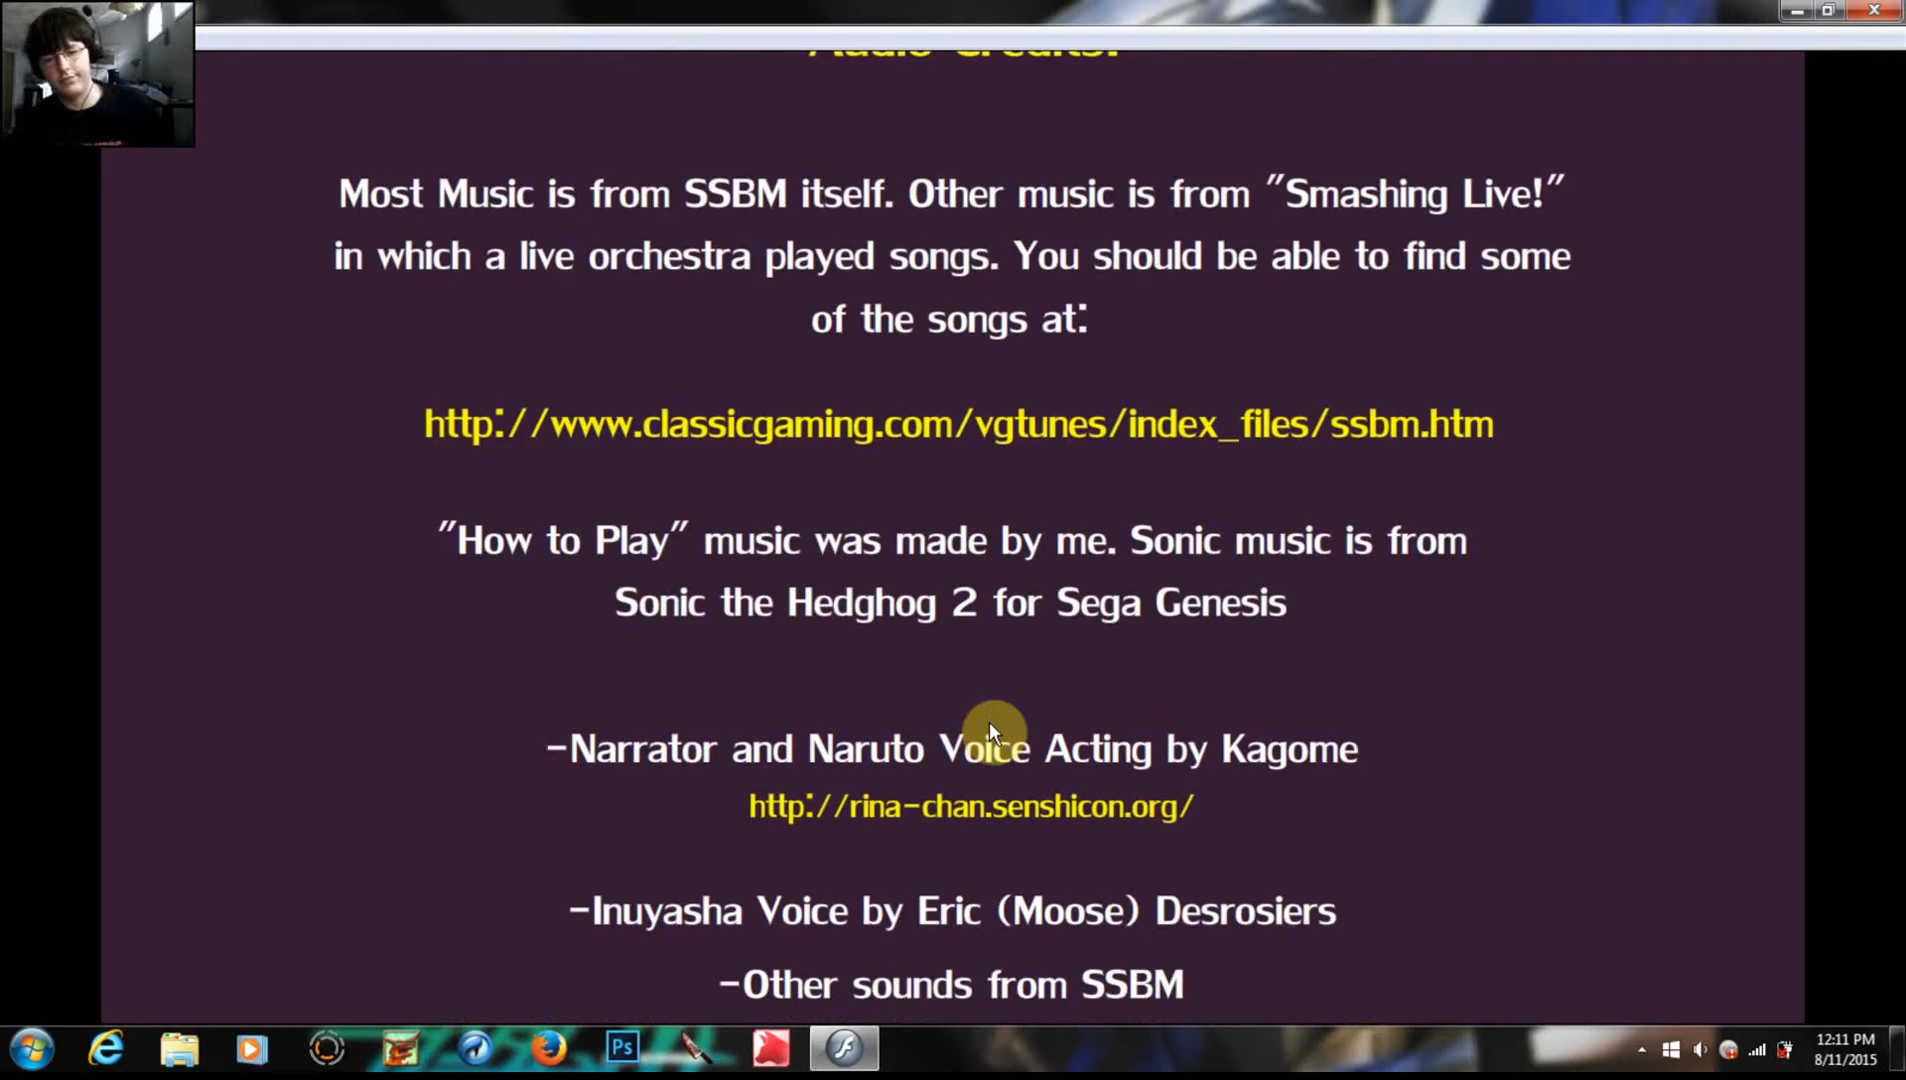 Audio Credits:
Most Music is from SSBM itself. Other music is from "Smashing Live!"
in which a live orchestra played songs. You should be able to find some
of the songs at:
http://www.classicgaming.com/vgtunes/index_files/ssbm.htm
"How to Play" music was made by me. Sonic music is from
Sonic the Hedghog 2 for Sega Genesis
-Narrator and Naruto Voice Acting by Kagome
http://rina-chan.senshicon.org/
-Inuyasha Voice by Eric (Moose) Desrosiers
-Other sounds from SSBM
Ps
12:11 PM
8/11/2015